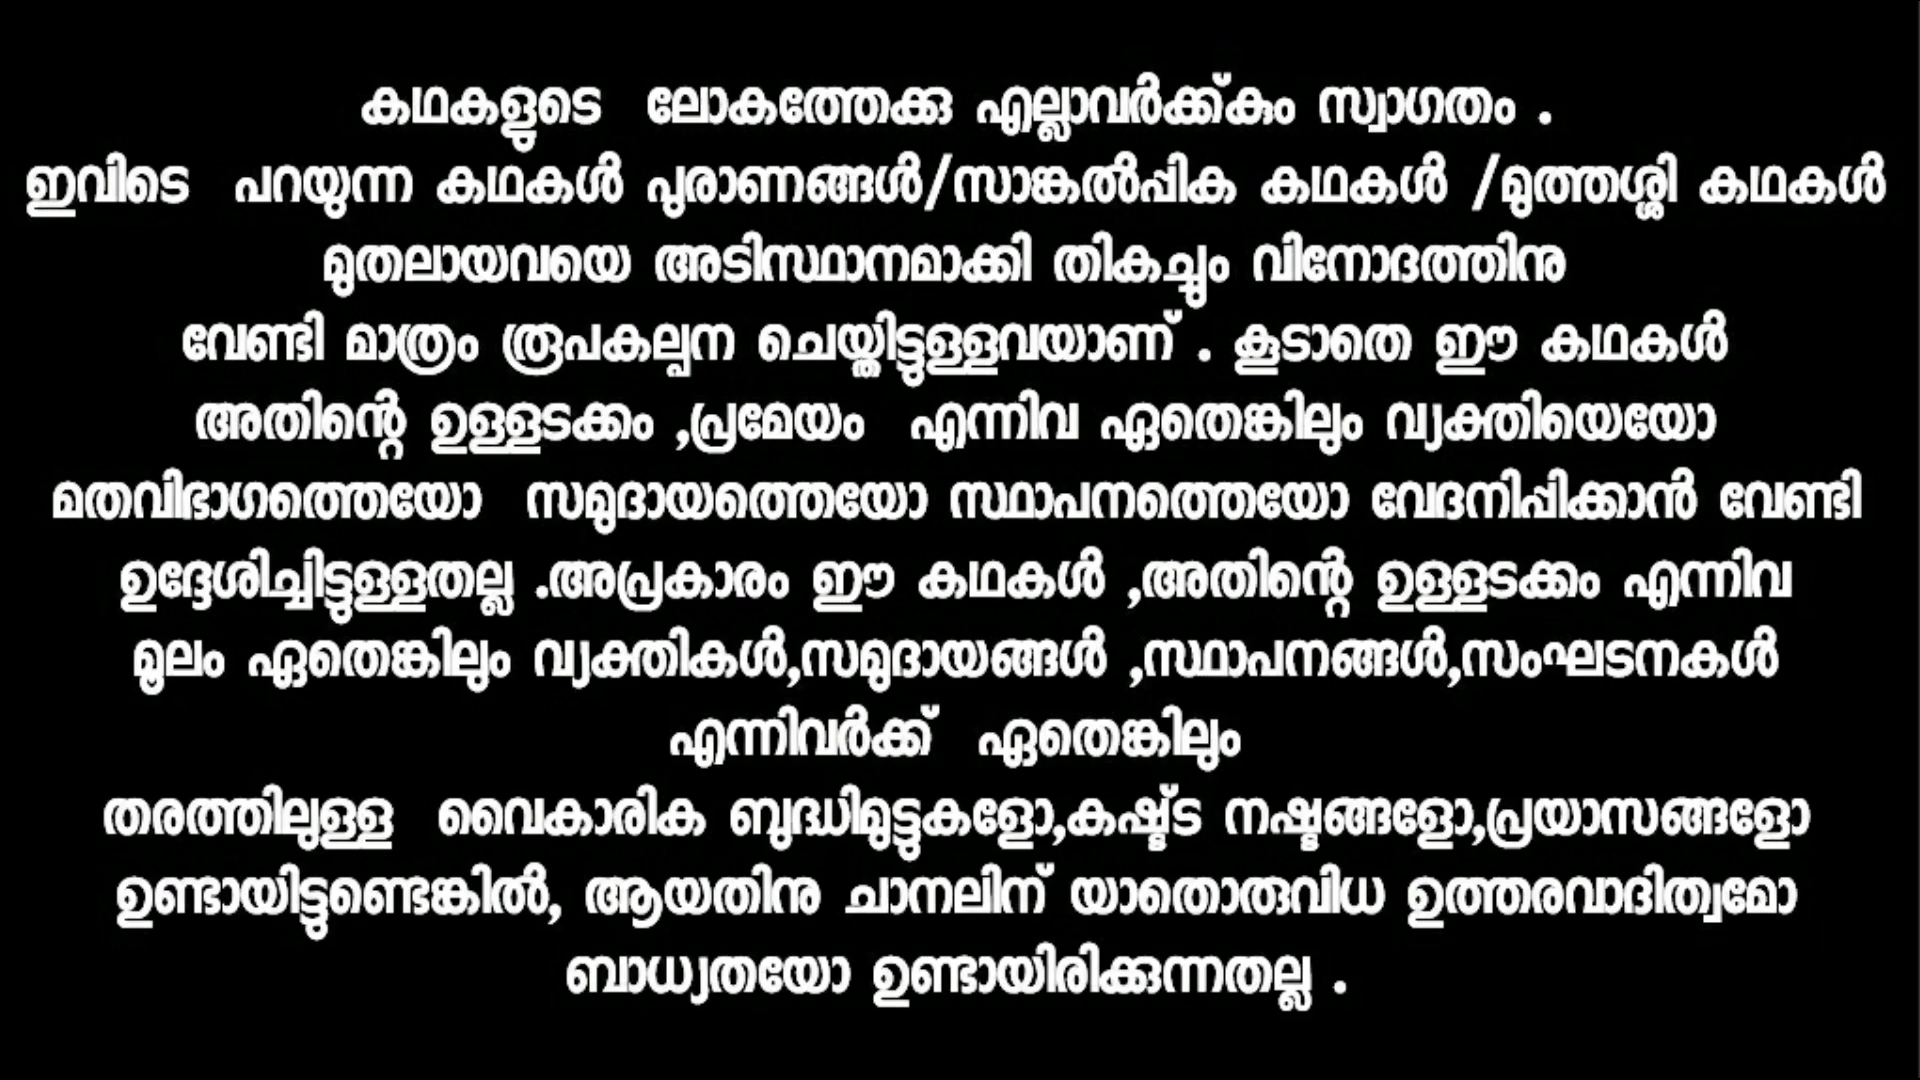 കഥകളുടെ ലോകത്തേക്കു എല്ലാവർക്ക്കും സ്വാഗതം .
ഇവിടെ പറയുന്ന കഥകൾ പുരാണങ്ങൾ/സാങ്കൽപ്പിക കഥകൾ /മുത്തശ്ശി കഥകൾ
മുതലായവയെ അടിസ്ഥാനമാക്കി തികച്ചും വിനോദത്തിനു
വേണ്ടി മാത്രം രൂപകല്പന ചെയ്തിട്ടുള്ളവയാണ് . കൂടാതെ ഈ കഥകൾ
അതിന്റെ ഉള്ളടക്കം ,പ്രമേയം എന്നിവ ഏതെങ്കിലും വ്യക്തിയെയോ
മതവിഭാഗത്തെയോ സമുദായത്തെയോ സ്ഥാപനത്തെയോ വേദനിപ്പിക്കാൻ വേണ്ടി
ഉദ്ദേശിച്ചിട്ടുള്ളതല്ല .അപ്രകാരം ഈ കഥകൾ ,അതിന്റെ ഉള്ളടക്കം എന്നിവ
മൂലം ഏതെങ്കിലും വ്യക്തികൾ,സമുദായങ്ങൾ ,സ്ഥാപനങ്ങൾ,സംഘടനകൾ
എന്നിവർക്ക് ഏതെങ്കിലും
തരത്തിലുള്ള വൈകാരിക ബുദ്ധിമുട്ടുകളോ,കഷ്ട്ട നഷ്ടങ്ങളോ,പ്രയാസങ്ങളോ
ഉണ്ടായിട്ടുണ്ടെങ്കിൽ, ആയതിനു ചാനലിന് യാതൊരുവിധ ഉത്തരവാദിത്വമോ
ബാധ്യതയോ ഉണ്ടായിരിക്കുന്നതല്ല .